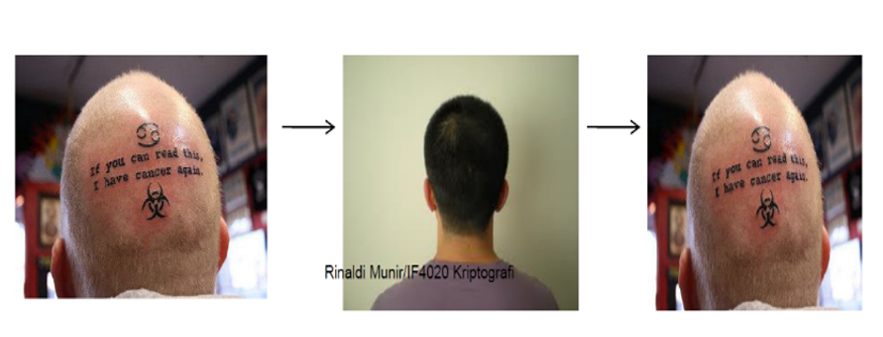 If you can read this,
I have cancer again.
Rinaldi Munir/IF4020 Kriptografi
If you can read this,
I have cancer again.